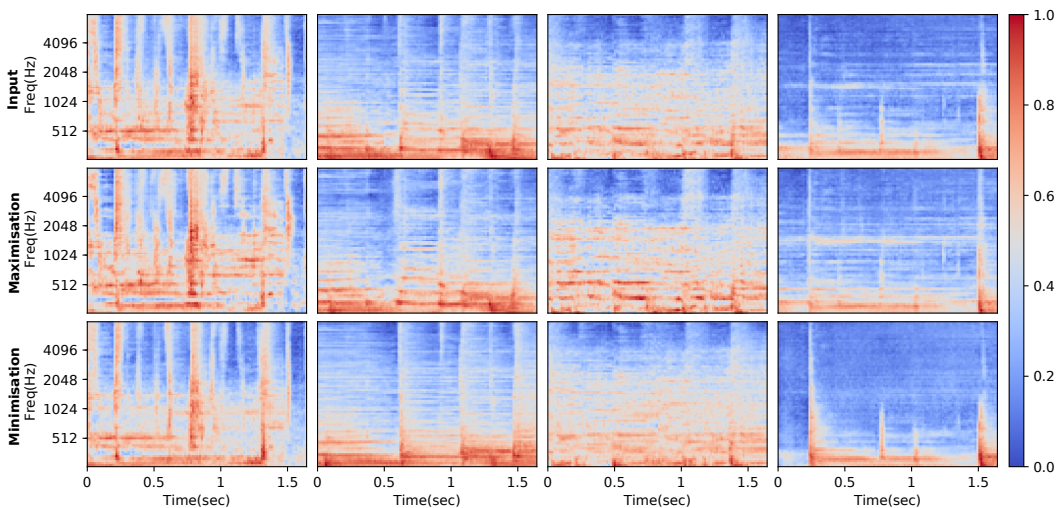 Input
Freq(Hz)
4096
2048
1024
512
Maximisation
Freq(Hz)
4096
2048
1024
512
Minimisation
Freq(Hz)
4096
2048
1024
512
0 0.5 1 1.5
Time(sec)
0 0.5 1 1.5
Time(sec)
0 0.5 1 1.5
Time(sec)
0 0.5 1 1.5
Time(sec)
1.0
0.8
0.6
0.4
0.2
0.0